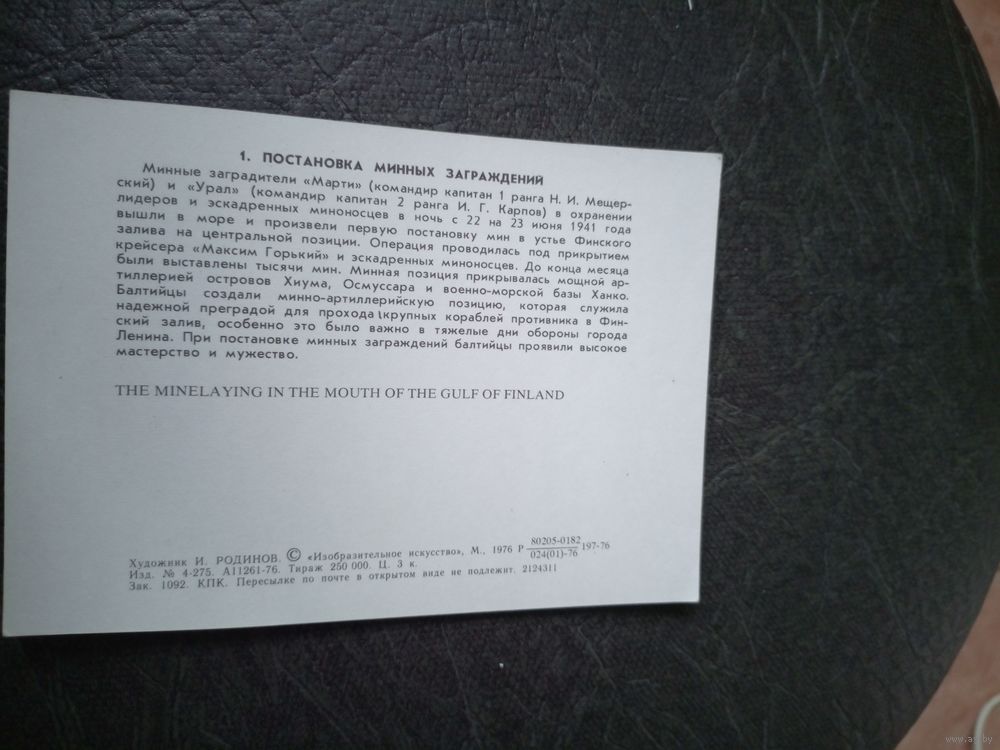 1. ПОСТАНОВКА МИННЫХ ЗАГРАЖДЕНИЙ
Минные заградители «Марти» (командир капитан 1 ранга Н. И. Мещер-
ский) и «Урал» (командир капитан 2 ранга И. Г. Карпов) в охранении
лидеров и эскадренных миноносцев в ночь с 22 на 23 июня 1941 года
вышли в море и произвели первую постановку мин в устье Финского
залива на центральной позиции. Операция проводилась под прикрытием
крейсера «Максим Горький» и эскадренных миноносцев. До конца месяца
были выставлены тысячи мин. Минная позиция прикрывалась мощной ар-
тиллерией островов Хиума, Осмуссара и военно-морской базы Ханко.
Балтийцы создали минно-артиллерийскую позицию, которая служила
надежной преградой для прохода крупных кораблей противника в Фин-
ский залив, особенно это было важно в тяжелые дни обороны города
Ленина. При постановке минных заграждений балтийцы проявили высокое
мастерство и мужество.
THE MINELAYING IN THE MOUTH OF THE GULF OF FINLAND
Художник И. РОДИНОВ. © «Изобразительное искусство», М., 1976 Р 80205-0182/024(01)-76 197-76
Изд. № 4-275. А11261-76. Тираж 250 000. Ц. 3 к.
Зак. 1092. КПК. Пересылке по почте в открытом виде не подлежит. 2124311
www.ay.by